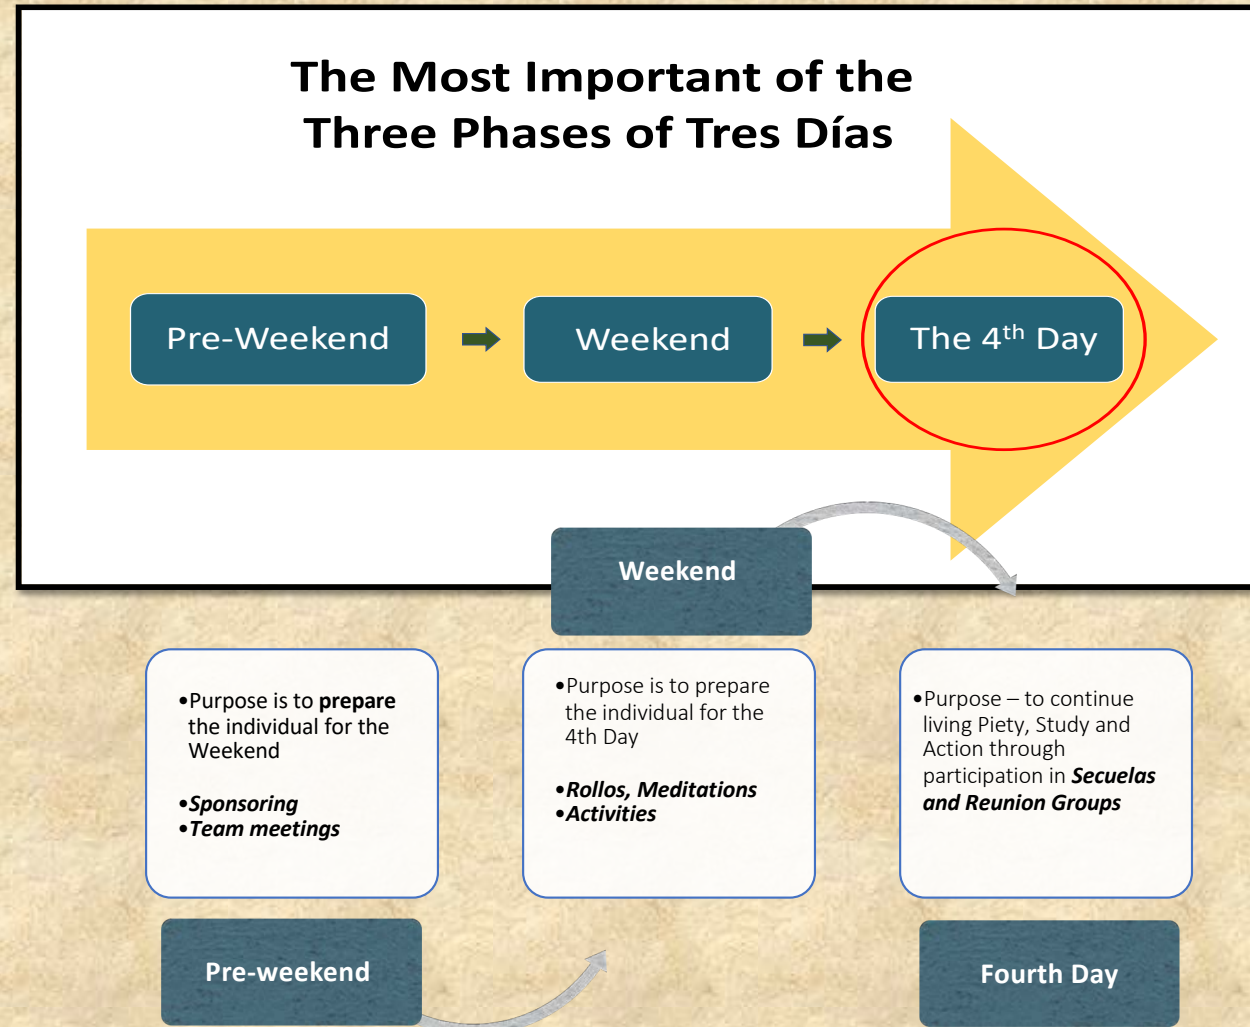 The Most Important of the
Three Phases of Tres Días
Pre-Weekend
Weekend
The 4th Day
Weekend
•Purpose is to prepare
the individual for the
Weekend
•Sponsoring
•Team meetings
•Purpose is to prepare
the individual for the
4th Day
•Rollos, Meditations
•Activities
•Purpose – to continue
living Piety, Study and
Action through
participation in Secuelas
and Reunion Groups
Pre-weekend
Fourth Day